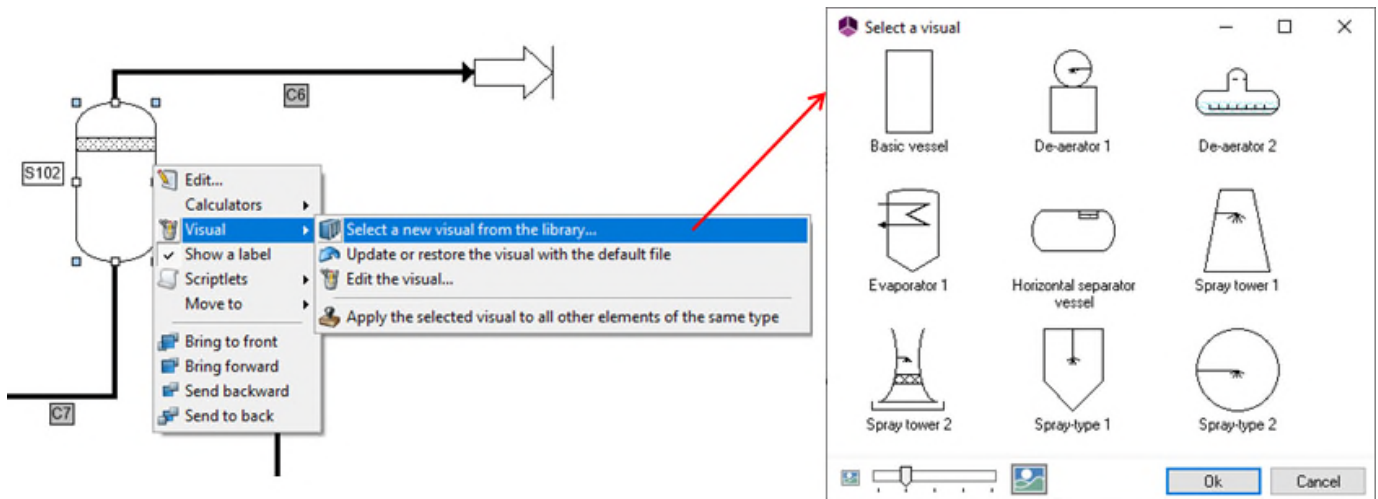 C6
S102
C7
Edit...
Calculators
Visual
Show a label
Scriptlets
Move to
Bring to front
Bring forward
Send backward
Send to back
Select a new visual from the library...
Update or restore the visual with the default file
Edit the visual...
Apply the selected visual to all other elements of the same type
Select a visual
Basic vessel
De-aerator 1
De-aerator 2
Evaporator 1
Horizontal separator
vessel
Spray tower 1
Spray tower 2
Spray-type 1
Spray-type 2
Ok
Cancel